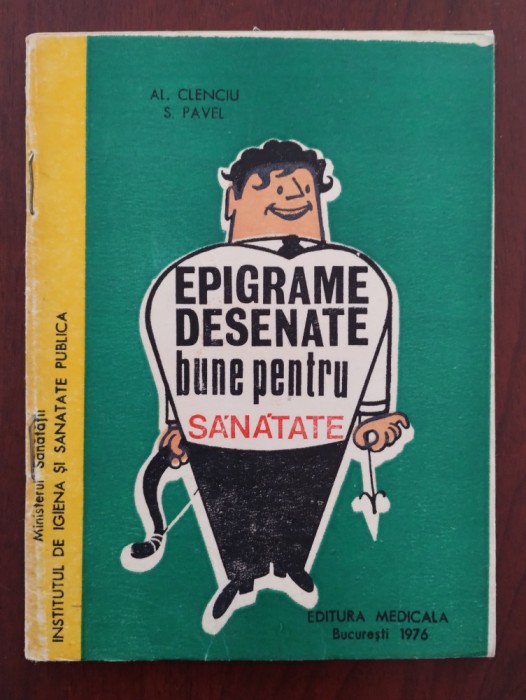 AL. CLENCIU
S. PAVEL
EPIGRAME
DESENATE
bune pentru
SĂNĂTATE
Ministerul Sănătăţii
INSTITUTUL DE IGIENA ŞI SANATATE PUBLICA
EDITURA MEDICALA
Bucureşti 1976